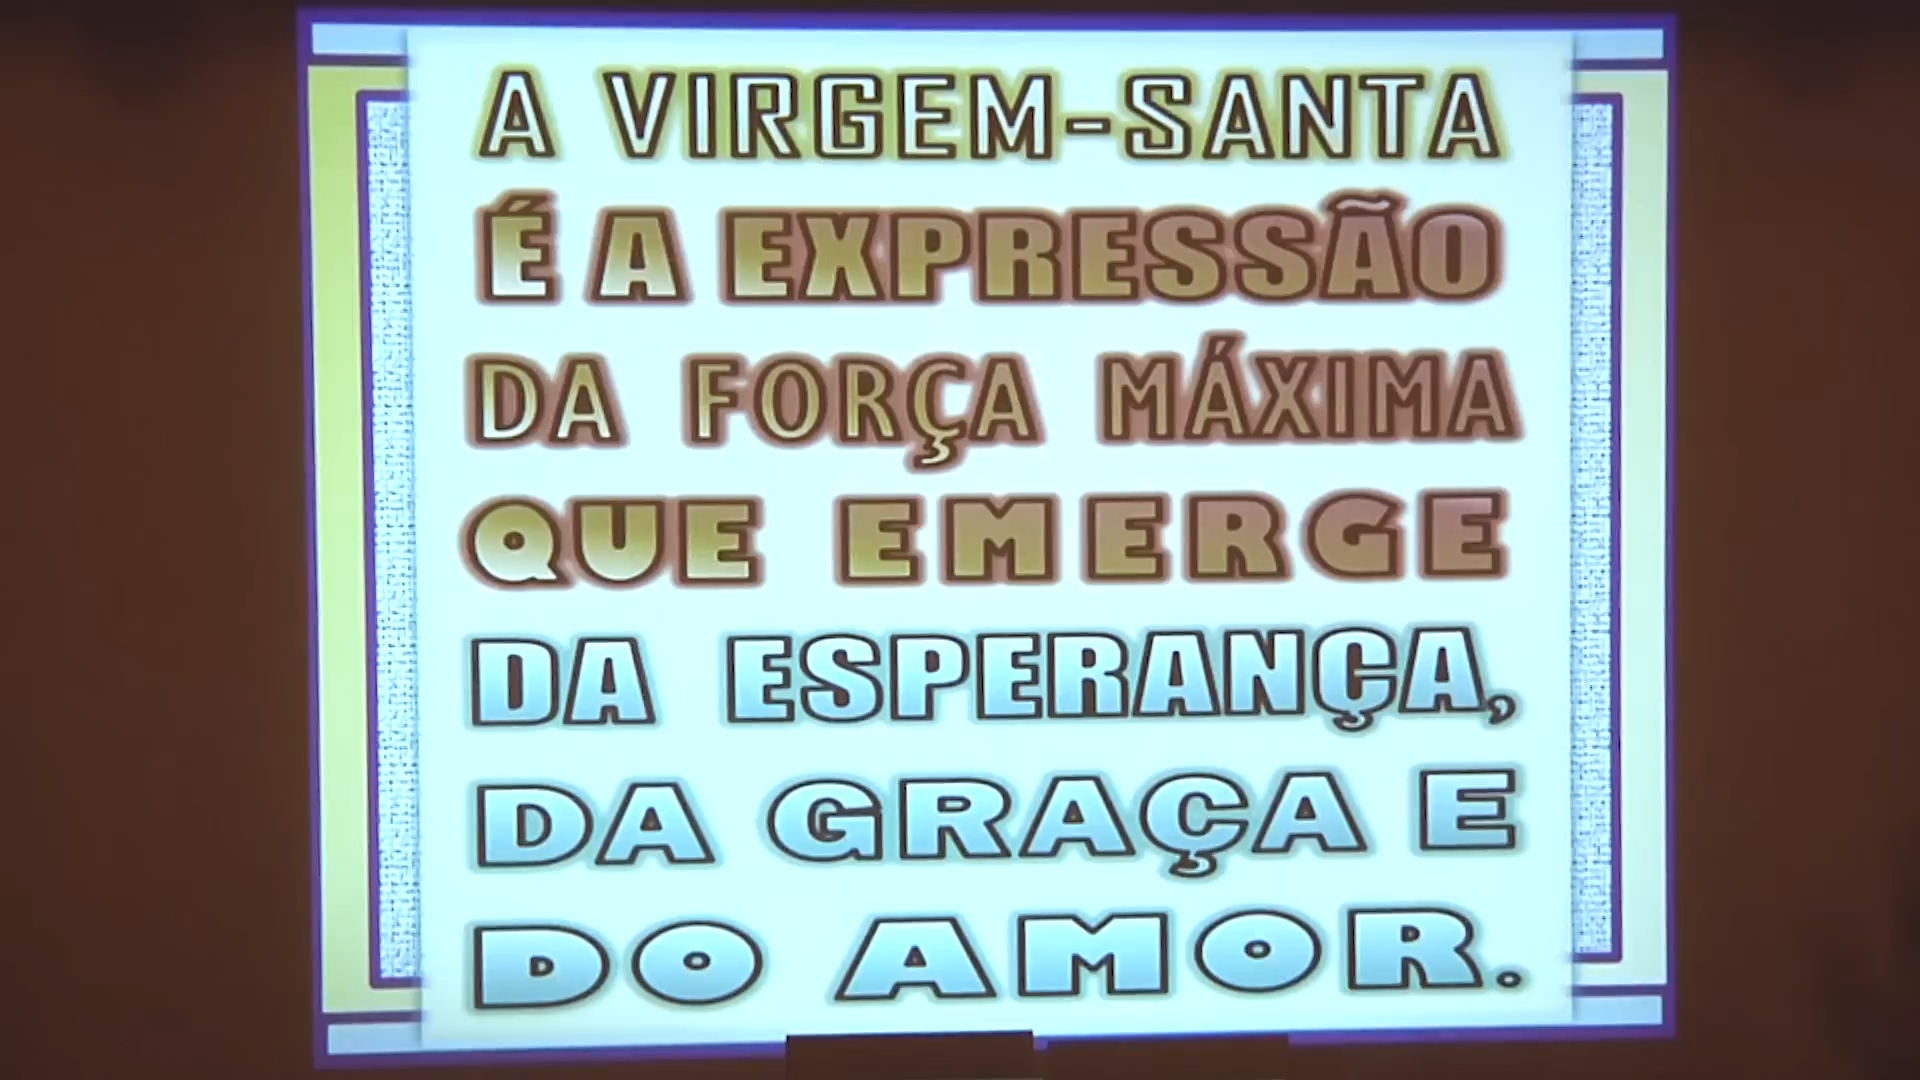 A VIRGEM-SANTA
É A EXPRESSÃO
DA FORÇA MÁXIMA
QUE EMERGE
DA ESPERANÇA,
DA GRAÇA E
DO AMOR.